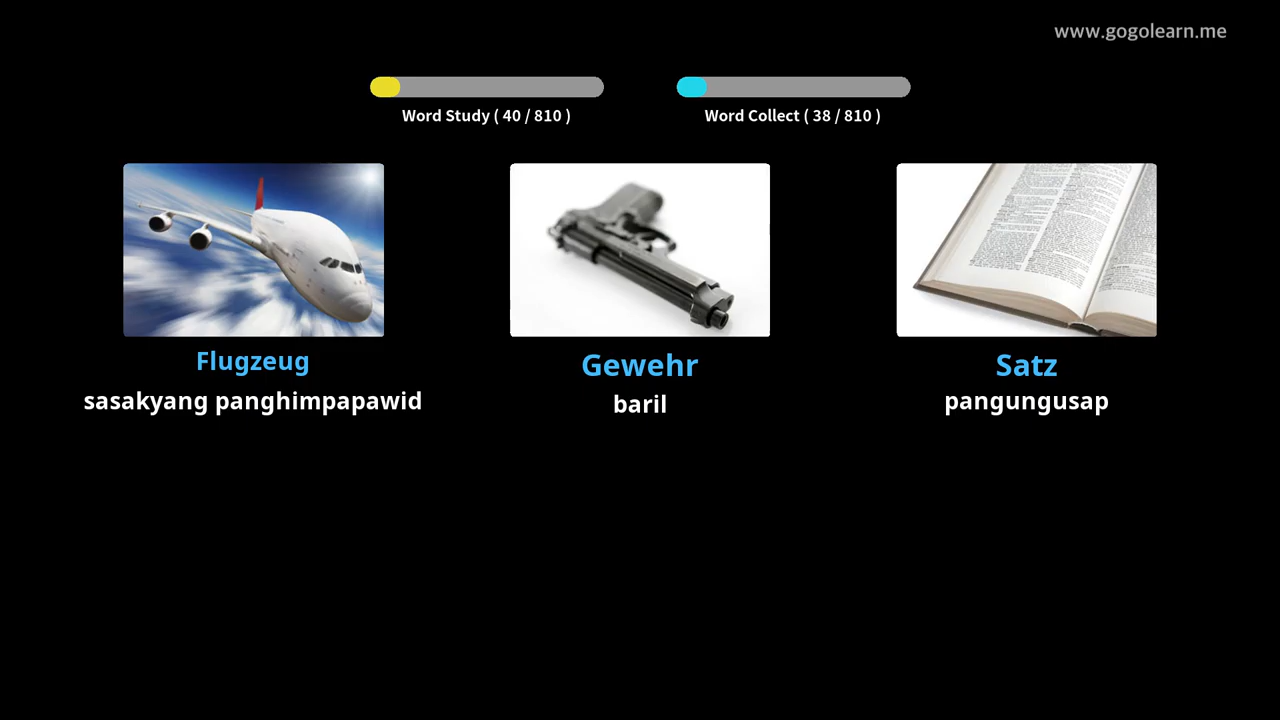 www.gogolearn.me
Word Study ( 40 / 810 )
Word Collect ( 38 / 810 )
Flugzeug
sasakyang panghimpapawid
Gewehr
baril
Satz
pangungusap